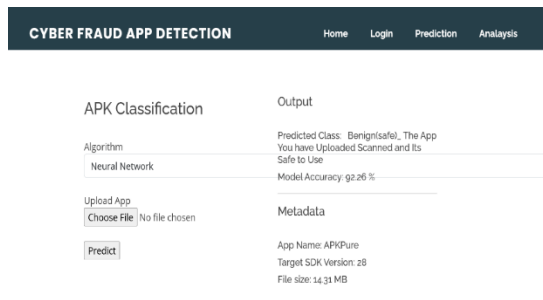 CYBER FRAUD APP DETECTION
Home Login Prediction Analaysis
APK Classification
Algorithm
Neural Network
Upload App
Choose File No file chosen
Predict
Output
Predicted Class: Benign(safe)_ The App
You have Uploaded Scanned and Its
Safe to Use
Model Accuracy: 92.26 %
Metadata
App Name: APKPure
Target SDK Version: 28
File size: 14.31 MB